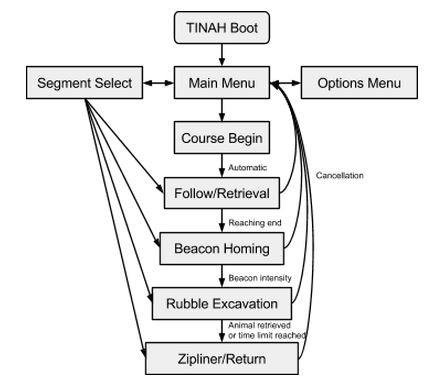 TINAH Boot
Segment Select
Main Menu
Options Menu
Course Begin
Automatic
Cancellation
Follow/Retrieval
Reaching end
Beacon Homing
Beacon intensity
Rubble Excavation
Animal retrieved
or time limit reached
Zipliner/Return